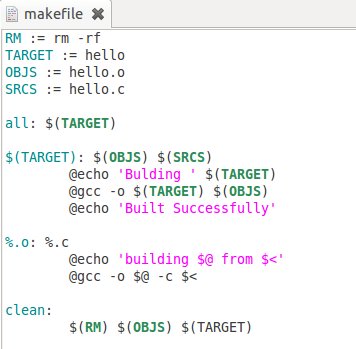 makefile
RM := rm -rf
TARGET := hello
OBJS := hello.o
SRCS := hello.c
all: $(TARGET)
$(TARGET): $(OBJS) $(SRCS)
@echo 'Bulding ' $(TARGET)
@gcc -o $(TARGET) $(OBJS)
@echo 'Built Successfully'
%.o: %.c
@echo 'building $@ from $<'
@gcc -o $@ -c $<
clean:
$(RM) $(OBJS) $(TARGET)